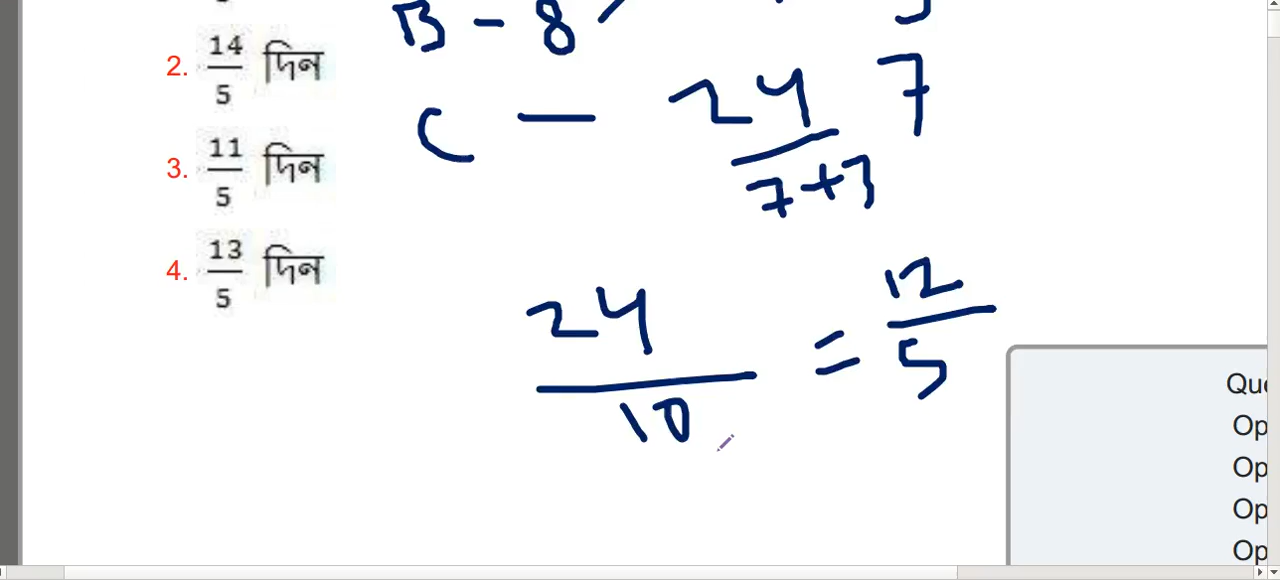 B - 8
2. 14/5 দিন
C — 24/7+3 7
3. 11/5 দিন
4. 13/5 দিন
24/10 = 12/5
Que
Op
Op
Op
Op